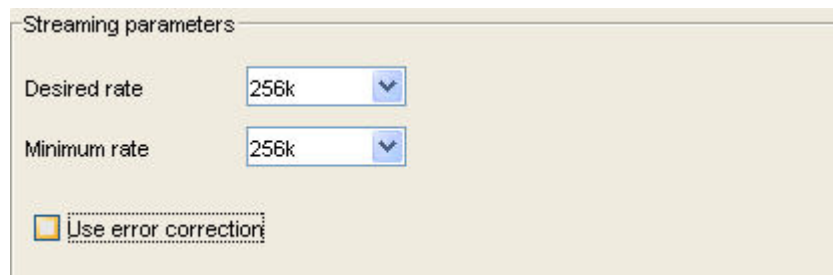 Streaming parameters
Desired rate 256k
Minimum rate 256k
Use error correction